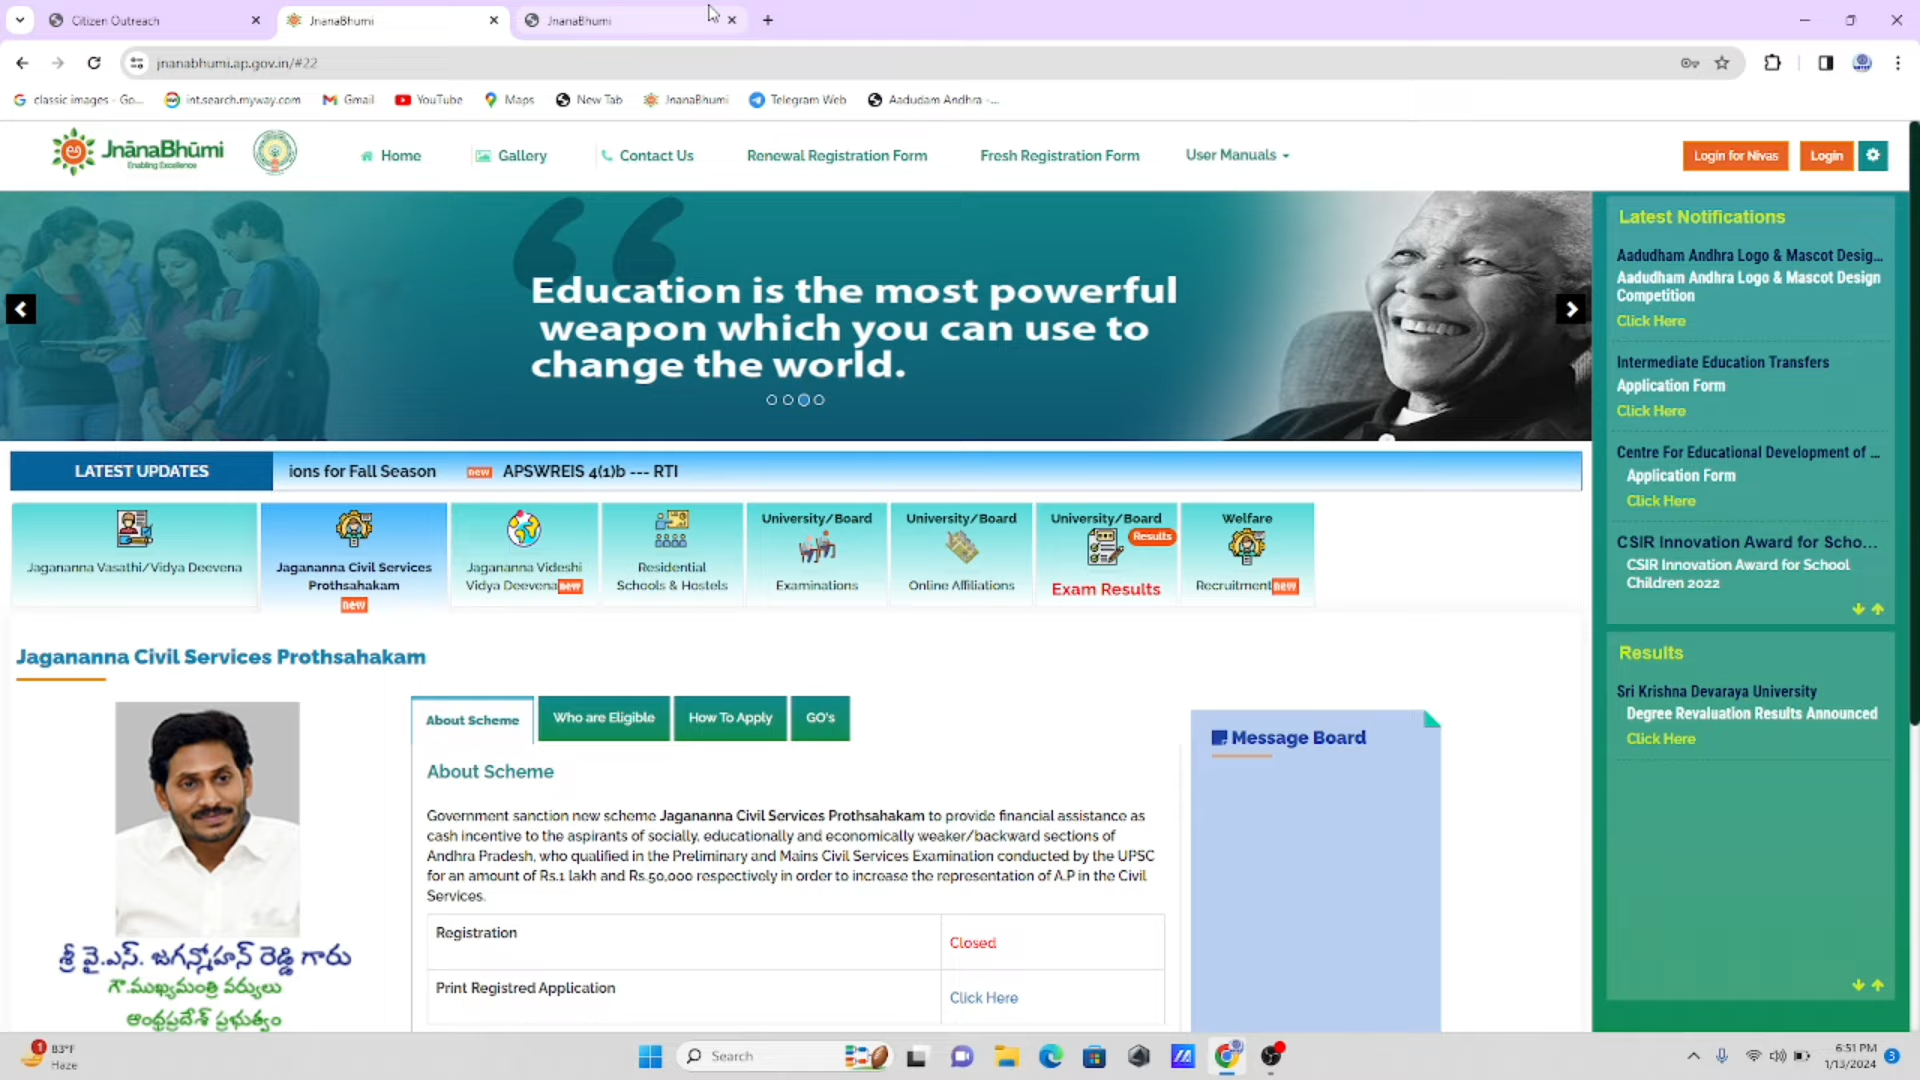 Citizen Outreach
JnanaBhumi
JnanaBhumi
jnanabhumi.ap.gov.in/#22
classic images - Go...
int.search.myway.com
Gmail
YouTube
Maps
New Tab
JnanaBhumi
Telegram Web
Aadudam Andhra -...
JnānaBhūmi
Enabling Excellence
Home
Gallery
Contact Us
Renewal Registration Form
Fresh Registration Form
User Manuals
Login for Nivas
Login
Education is the most powerful
weapon which you can use to
change the world.
Latest Notifications
Aadudham Andhra Logo & Mascot Desig...
Aadudham Andhra Logo & Mascot Design
Competition
Click Here
Intermediate Education Transfers
Application Form
Click Here
Centre For Educational Development of ...
Application Form
Click Here
CSIR Innovation Award for Scho...
CSIR Innovation Award for School
Children 2022
LATEST UPDATES
ions for Fall Season
new
APSWREIS 4(1)b --- RTI
Jagananna Vasathi/Vidya Deevena
Jagananna Civil Services
Prothsahakam
new
Jagananna Videshi
Vidya Deevena new
Residential
Schools & Hostels
University/Board
Examinations
University/Board
Online Affiliations
University/Board
Results
Exam Results
Welfare
Recruitment new
Jagananna Civil Services Prothsahakam
శ్రీ వై.ఎస్. జగన్మోహన్ రెడ్డి గారు
గౌ.ముఖ్యమంత్రి వర్యులు
ఆంధ్రప్రదేశ్ ప్రభుత్వం
About Scheme
Who are Eligible
How To Apply
GO's
About Scheme
Government sanction new scheme Jagananna Civil Services Prothsahakam to provide financial assistance as
cash incentive to the aspirants of socially, educationally and economically weaker/backward sections of
Andhra Pradesh, who qualified in the Preliminary and Mains Civil Services Examination conducted by the UPSC
for an amount of Rs.1 lakh and Rs.50,000 respectively in order to increase the representation of A.P in the Civil
Services.
Registration
Closed
Print Registred Application
Click Here
Message Board
Results
Sri Krishna Devaraya University
Degree Revaluation Results Announced
Click Here
1
83°F
Haze
Search
6:51 PM
1/13/2024
3